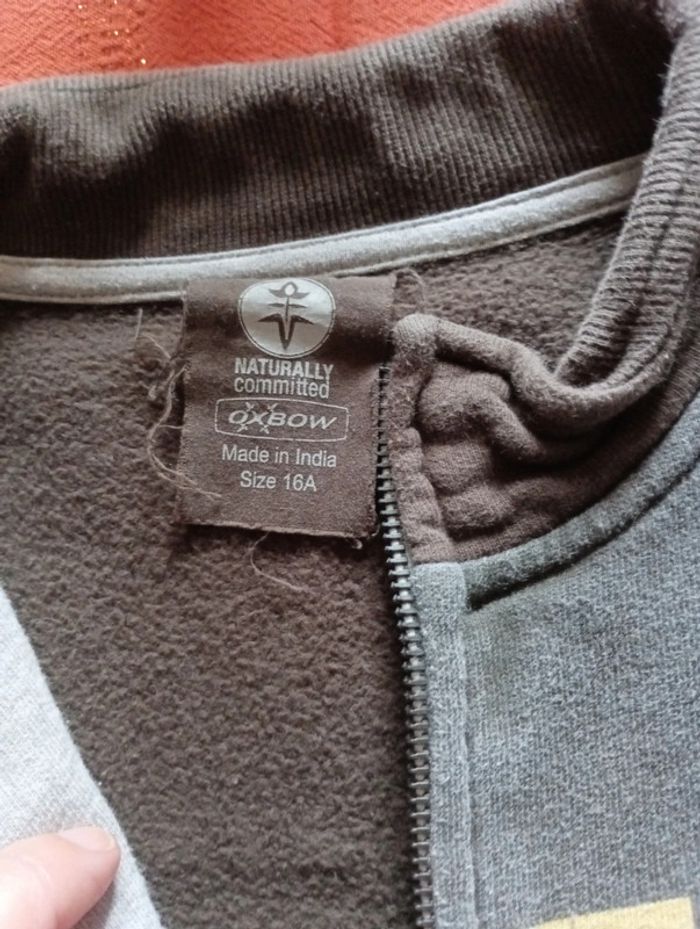 NATURALLY
committed
OXBOW
Made in India
Size 16A